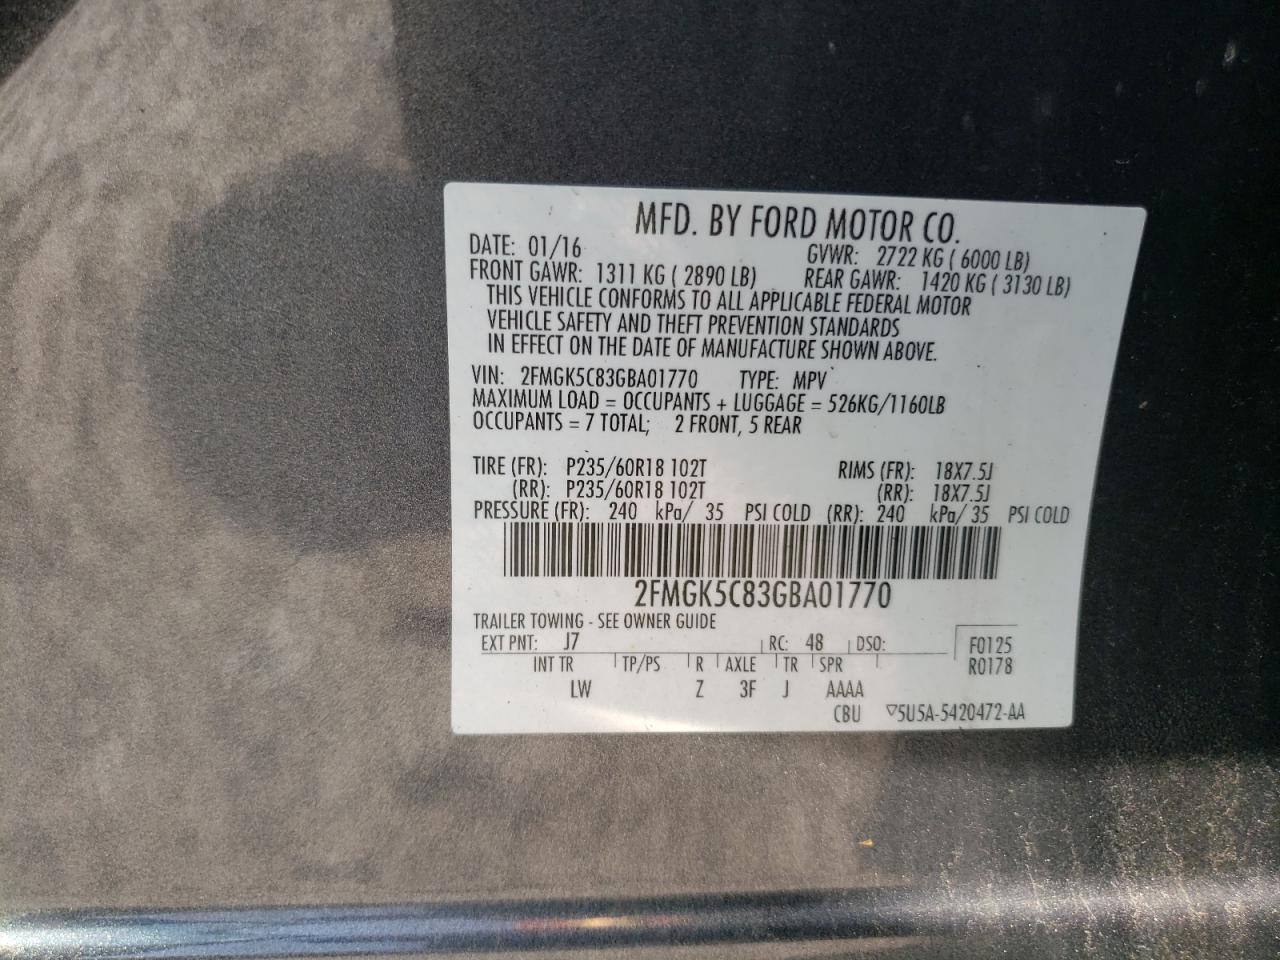 MFD. BY FORD MOTOR CO.
DATE: 01/16 GVWR: 2722 KG ( 6000 LB)
FRONT GAWR: 1311 KG ( 2890 LB) REAR GAWR: 1420 KG ( 3130 LB)
THIS VEHICLE CONFORMS TO ALL APPLICABLE FEDERAL MOTOR
VEHICLE SAFETY AND THEFT PREVENTION STANDARDS
IN EFFECT ON THE DATE OF MANUFACTURE SHOWN ABOVE.
VIN: 2FMGK5C83GBA01770 TYPE: MPV
MAXIMUM LOAD = OCCUPANTS + LUGGAGE = 526KG/1160LB
OCCUPANTS = 7 TOTAL; 2 FRONT, 5 REAR
TIRE (FR): P235/60R18 102T RIMS (FR): 18X7.5J
(RR): P235/60R18 102T (RR): 18X7.5J
PRESSURE (FR): 240 kPa/ 35 PSI COLD (RR): 240 kPa/ 35 PSI COLD
2FMGK5C83GBA01770
TRAILER TOWING - SEE OWNER GUIDE
EXT PNT: J7 RC: 48 DSO: F0125
INT TR TP/PS R AXLE TR SPR R0178
LW Z 3F J AAAA
CBU ▽5U5A-5420472-AA